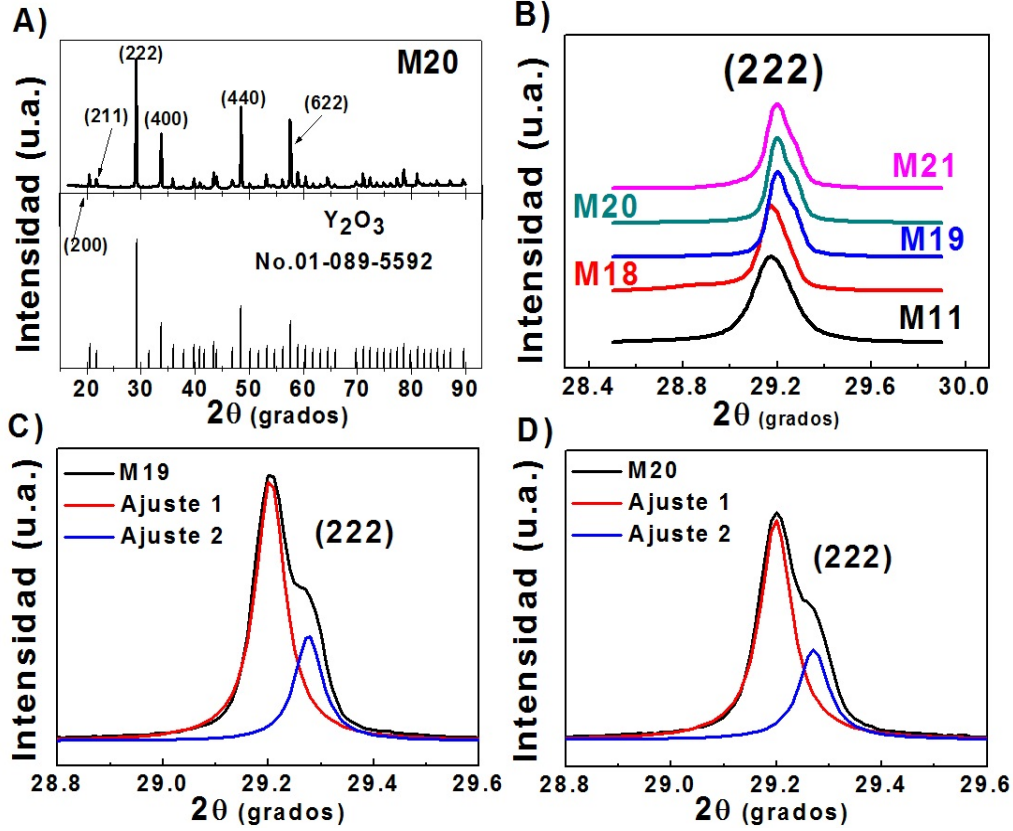 A)
Intensidad (u.a.)
M20
(222)
(211)
(400)
(440)
(622)
(200)
Y2O3
No.01-089-5592
20 30 40 50 60 70 80 90
2θ (grados)
B)
Intensidad (u.a.)
(222)
M21
M20
M19
M18
M11
28.4 28.8 29.2 29.6 30.0
2θ (grados)
C)
Intensidad (u.a.)
M19
Ajuste 1
Ajuste 2
(222)
28.8 29.0 29.2 29.4 29.6
2θ (grados)
D)
Intensidad (u.a.)
M20
Ajuste 1
Ajuste 2
(222)
28.8 29.0 29.2 29.4 29.6
2θ (grados)